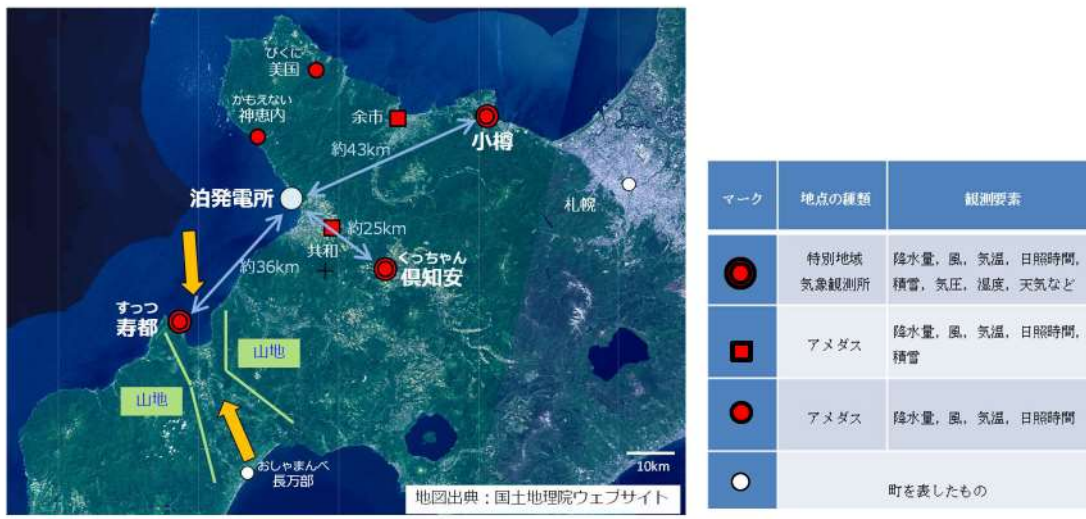 びくに
美国
かもえない
神恵内
余市
小樽
約43km
泊発電所
札幌
共和
約25km
くっちゃん
倶知安
約36km
すっつ
寿都
山地
山地
おしゃまんべ
長万部
10km
地図出典：国土地理院ウェブサイト
マーク 地点の種類 観測要素
特別地域
気象観測所
降水量，風，気温，日照時間，
積雪，気圧，湿度，天気など
アメダス
降水量，風，気温，日照時間，
積雪
アメダス
降水量，風，気温，日照時間
町を表したもの